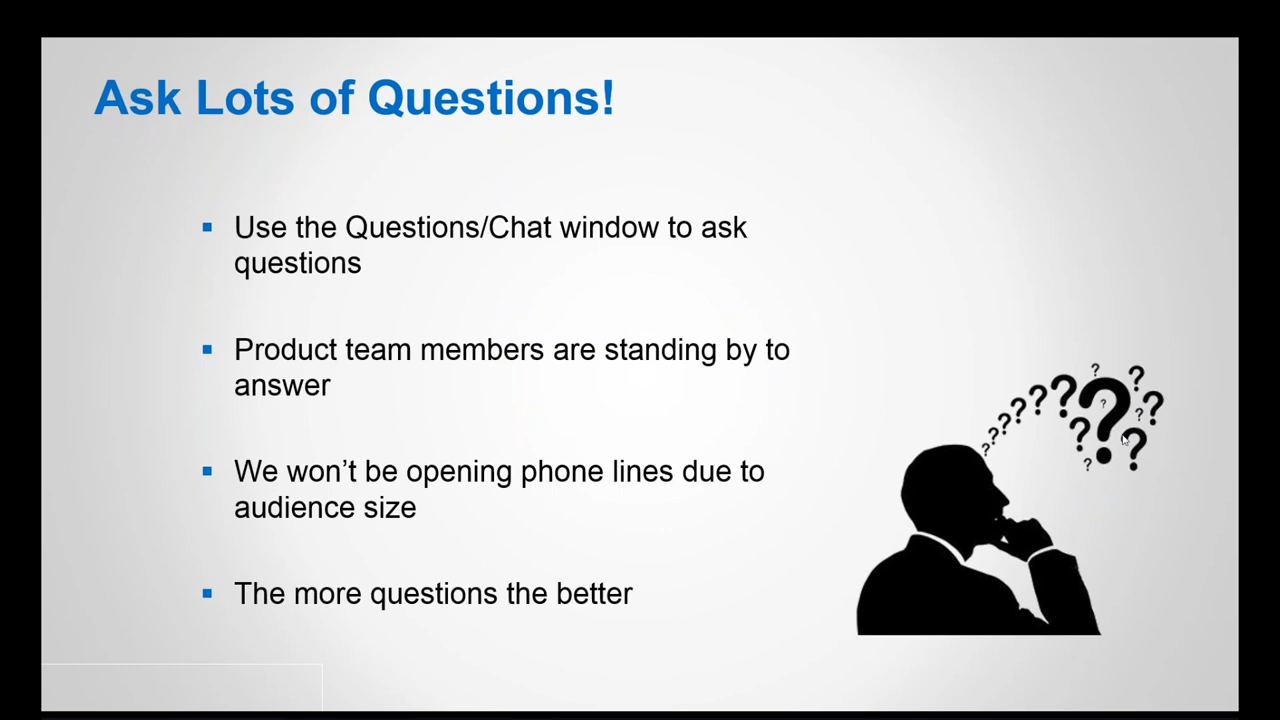 Ask Lots of Questions!
Use the Questions/Chat window to ask
questions
Product team members are standing by to
answer
We won’t be opening phone lines due to
audience size
The more questions the better